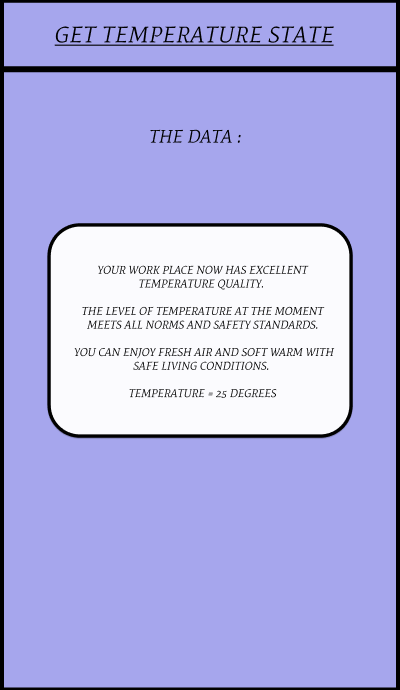 GET TEMPERATURE STATE
THE DATA :
YOUR WORK PLACE NOW HAS EXCELLENT
TEMPERATURE QUALITY.
THE LEVEL OF TEMPERATURE AT THE MOMENT
MEETS ALL NORMS AND SAFETY STANDARDS.
YOU CAN ENJOY FRESH AIR AND SOFT WARM WITH
SAFE LIVING CONDITIONS.
TEMPERATURE = 25 DEGREES